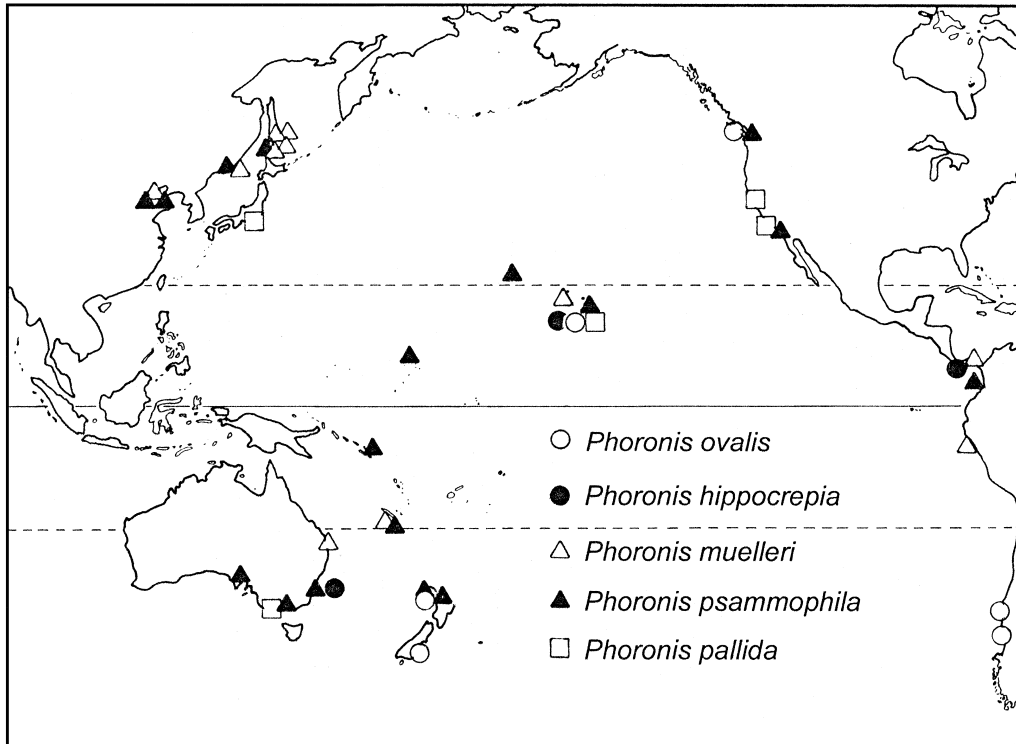 Phoronis ovalis
Phoronis hippocrepia
Phoronis muelleri
Phoronis psammophila
Phoronis pallida